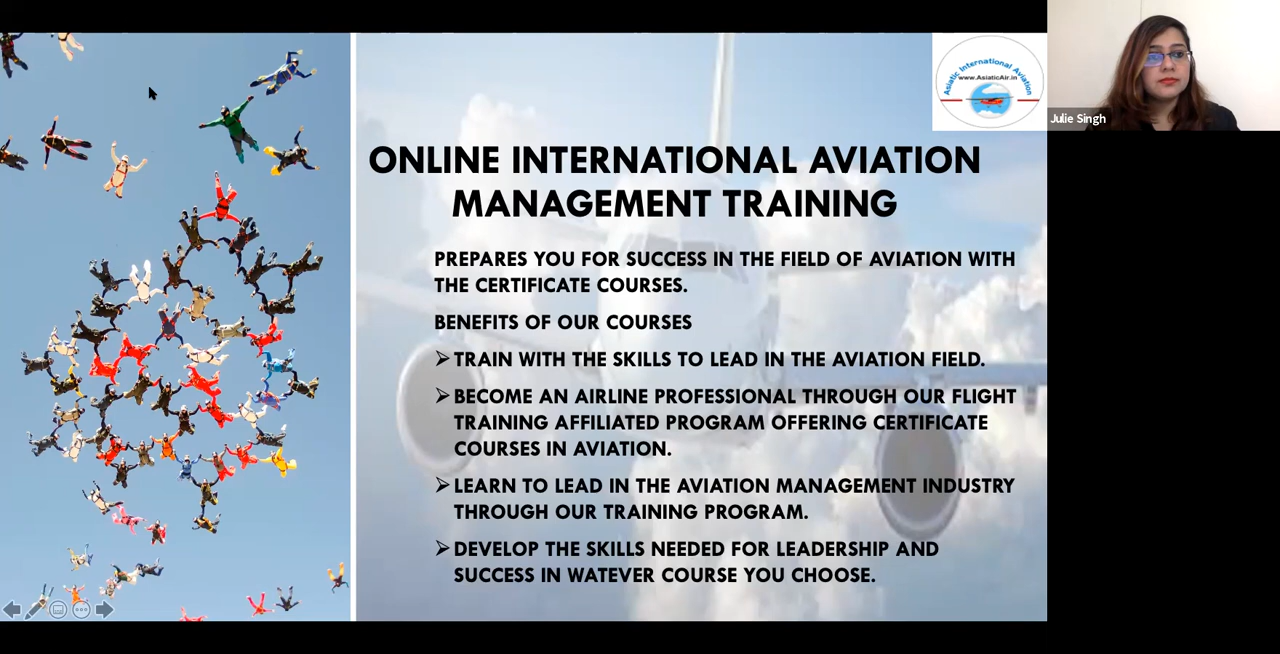 Asiatic International Aviation
www.AsiaticAir.in
Julie Singh
ONLINE INTERNATIONAL AVIATION
MANAGEMENT TRAINING
PREPARES YOU FOR SUCCESS IN THE FIELD OF AVIATION WITH
THE CERTIFICATE COURSES.
BENEFITS OF OUR COURSES
➢ TRAIN WITH THE SKILLS TO LEAD IN THE AVIATION FIELD.
➢ BECOME AN AIRLINE PROFESSIONAL THROUGH OUR FLIGHT
TRAINING AFFILIATED PROGRAM OFFERING CERTIFICATE
COURSES IN AVIATION.
➢ LEARN TO LEAD IN THE AVIATION MANAGEMENT INDUSTRY
THROUGH OUR TRAINING PROGRAM.
➢ DEVELOP THE SKILLS NEEDED FOR LEADERSHIP AND
SUCCESS IN WATEVER COURSE YOU CHOOSE.